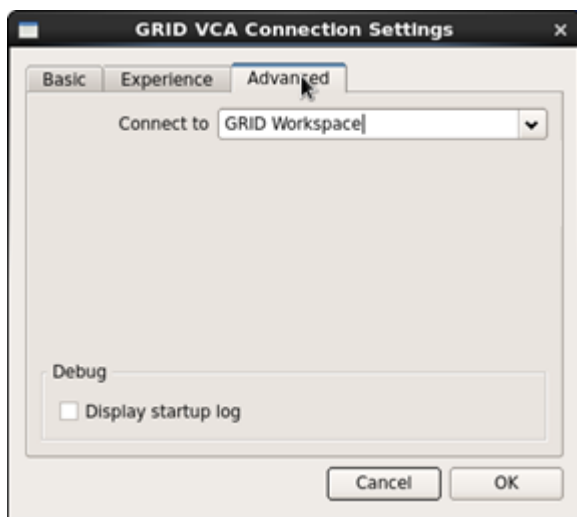 GRID VCA Connection Settings
Basic Experience Advanced
Connect to GRID Workspace
Debug
Display startup log
Cancel OK